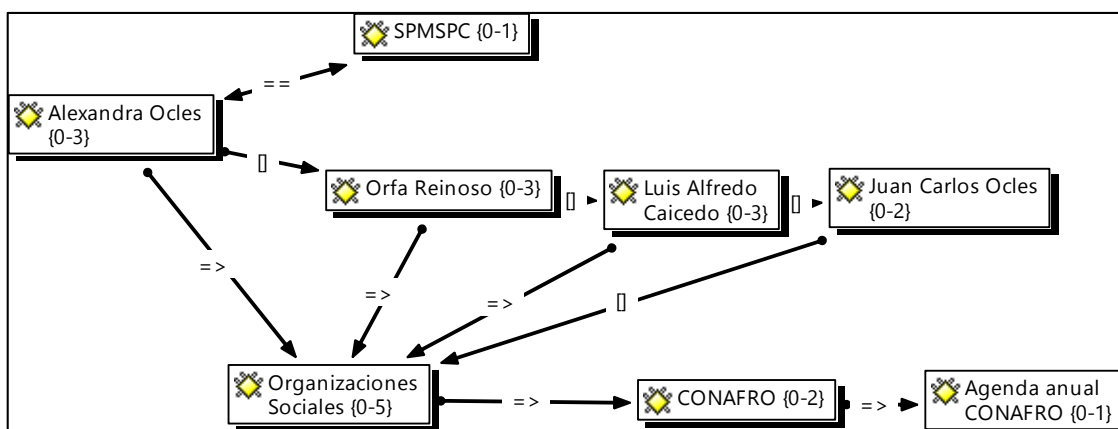 SPMSPC {0-1}
==
Alexandra Ocles
{0-3}
[]
Orfa Reinoso {0-3}
[]
Luis Alfredo
Caicedo {0-3}
[]
Juan Carlos Ocles
{0-2}
=>
=>
=>
[]
Organizaciones
Sociales {0-5}
=>
CONAFRO {0-2}
=>
Agenda anual
CONAFRO {0-1}